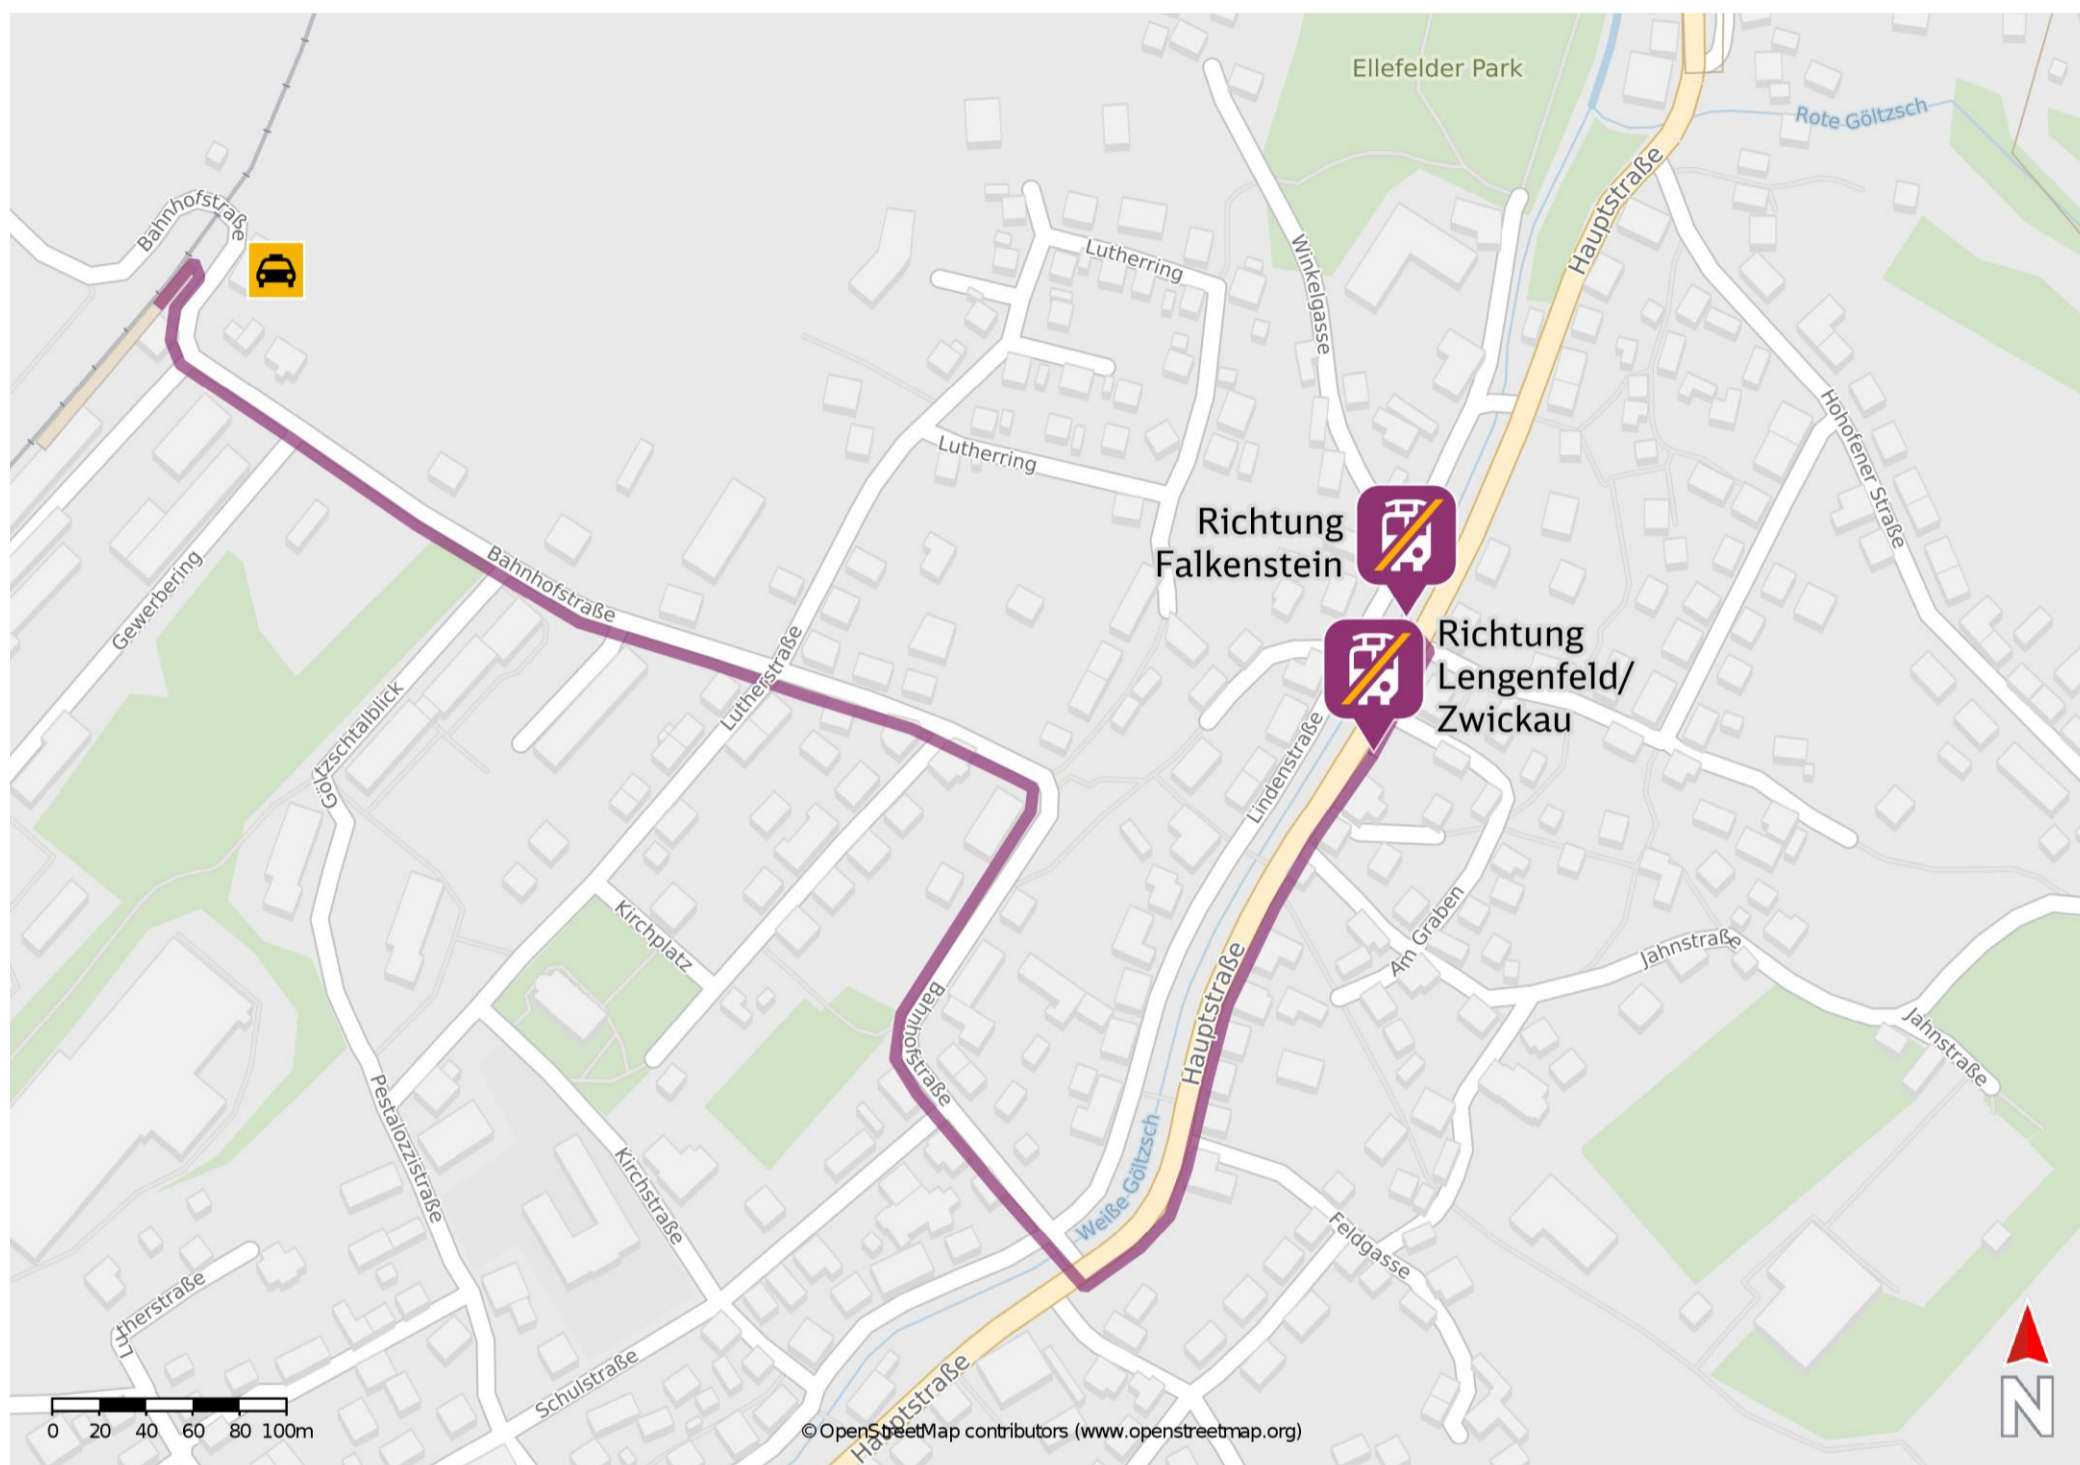 Ellefelder Park
Rote Göltzsch
Hauptstraße
Bahnhofstraße
Lutherring
Winkelgasse
Lutherring
Hohofener Straße
Richtung
Falkenstein
Richtung
Lengenfeld/
Zwickau
Gewerbering
Bahnhofstraße
Lutherstraße
Göltzschtalblick
Lindenstraße
Kirchplatz
Am Graben
Jahnstraße
Hauptstraße
Bahnhofstraße
Jahnstraße
Pestalozzistraße
Kirchstraße
Weiße Göltzsch
Feldgasse
Lutherstraße
Schulstraße
Hauptstraße
0 20 40 60 80 100m
© OpenStreetMap contributors (www.openstreetmap.org)
N